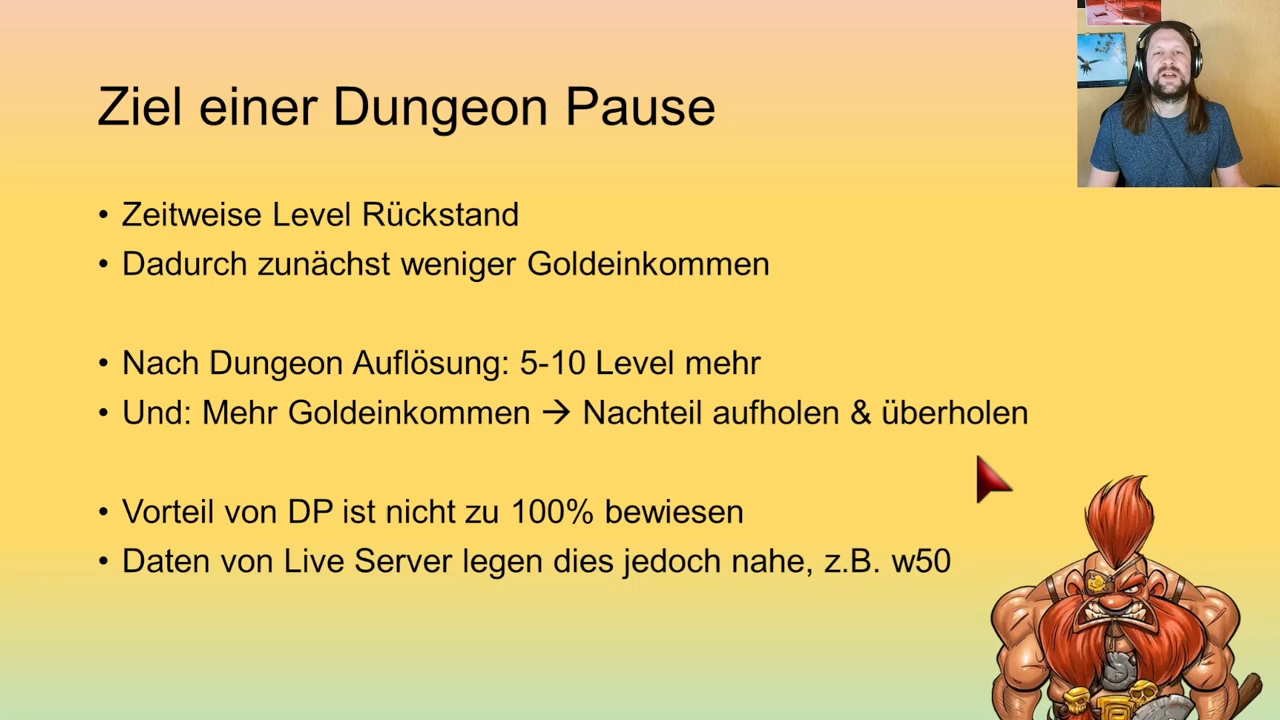 Ziel einer Dungeon Pause
• Zeitweise Level Rückstand
• Dadurch zunächst weniger Goldeinkommen
• Nach Dungeon Auflösung: 5-10 Level mehr
• Und: Mehr Goldeinkommen → Nachteil aufholen & überholen
• Vorteil von DP ist nicht zu 100% bewiesen
• Daten von Live Server legen dies jedoch nahe, z.B. w50